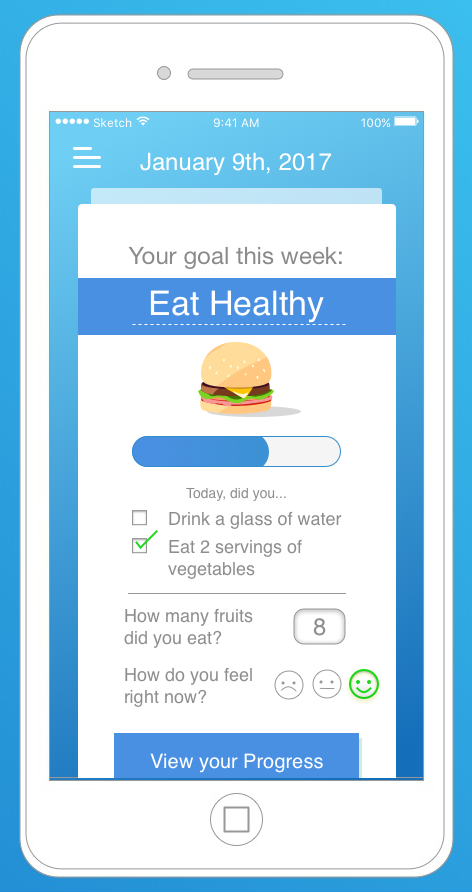 Sketch 9:41 AM 100%
January 9th, 2017
Your goal this week:
Eat Healthy
Today, did you...
Drink a glass of water
Eat 2 servings of
vegetables
How many fruits
did you eat?
8
How do you feel
right now?
View your Progress